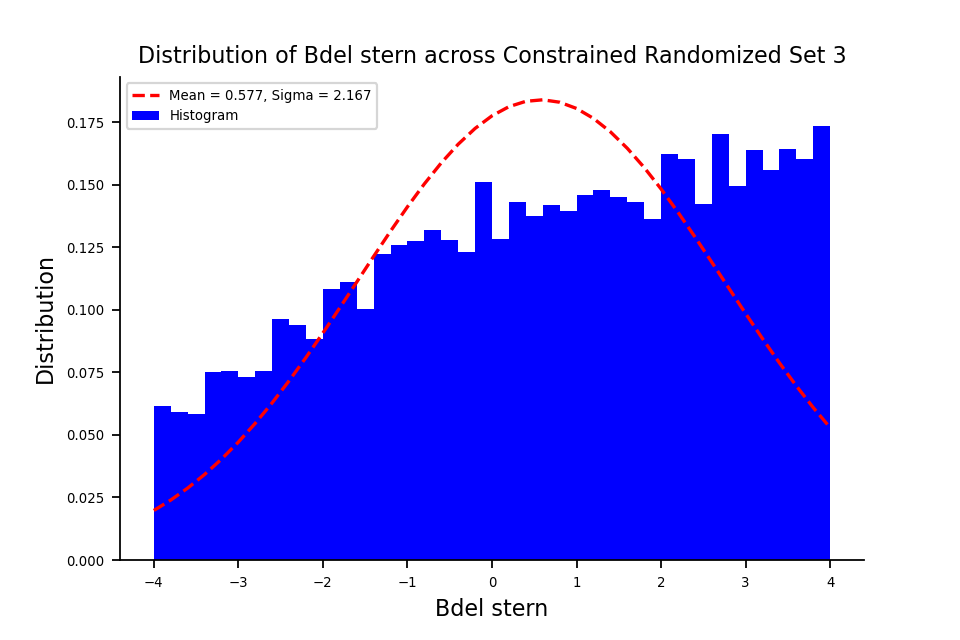 Distribution of Bdel stern across Constrained Randomized Set 3
Mean = 0.577, Sigma = 2.167
Histogram
Distribution
0.175
0.150
0.125
0.100
0.075
0.050
0.025
0.000
−4 −3 −2 −1 0 1 2 3 4
Bdel stern